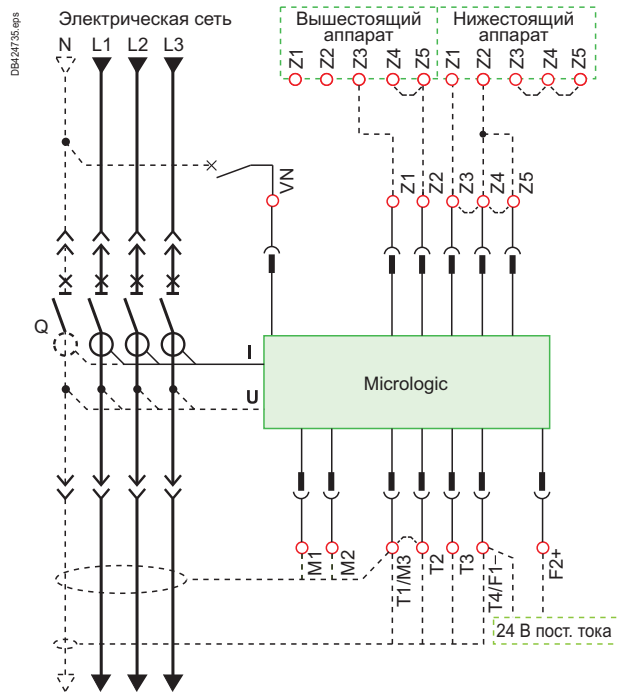 DB424735.eps
Электрическая сеть
N L1 L2 L3
Вышестоящий аппарат
Z1 Z2 Z3 Z4 Z5
Нижестоящий аппарат
Z1 Z2 Z3 Z4 Z5
VN
Z1 Z2 Z3 Z4 Z5
Q
I
U
Micrologic
M1 M2 T1/M3 T2 T3 T4/F1– F2+
24 В пост. тока